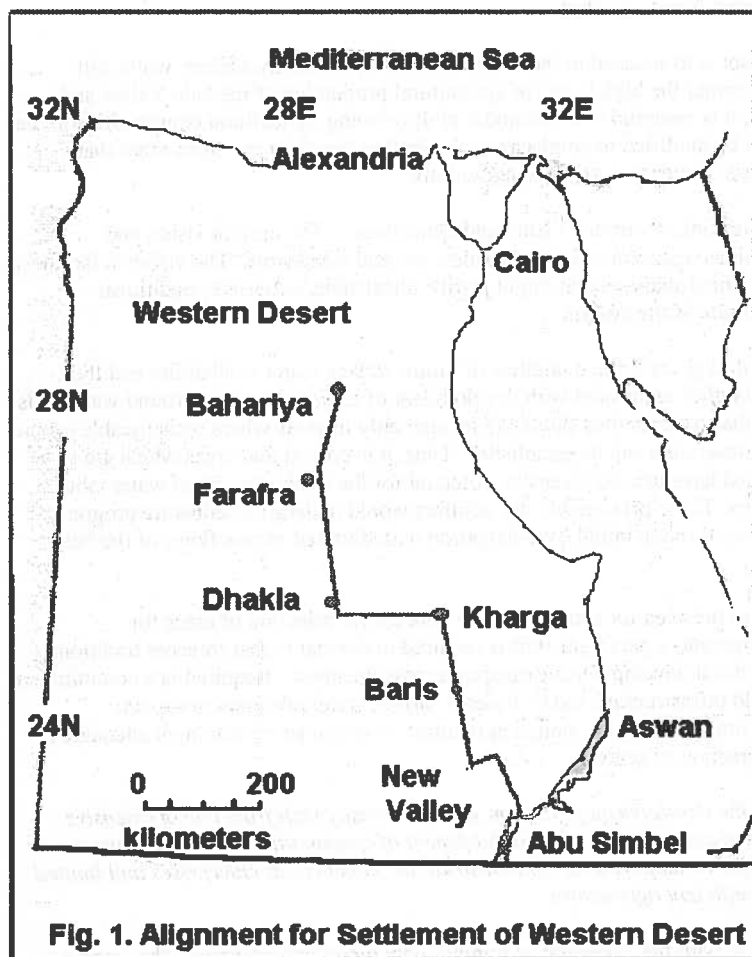 Mediterranean Sea
32N 28E 32E
Alexandria
Cairo
Western Desert
28N
Bahariya
Farafra
Dhakla
Kharga
Baris
24N
Aswan
0 200
kilometers
New
Valley
Abu Simbel
Fig. 1. Alignment for Settlement of Western Desert